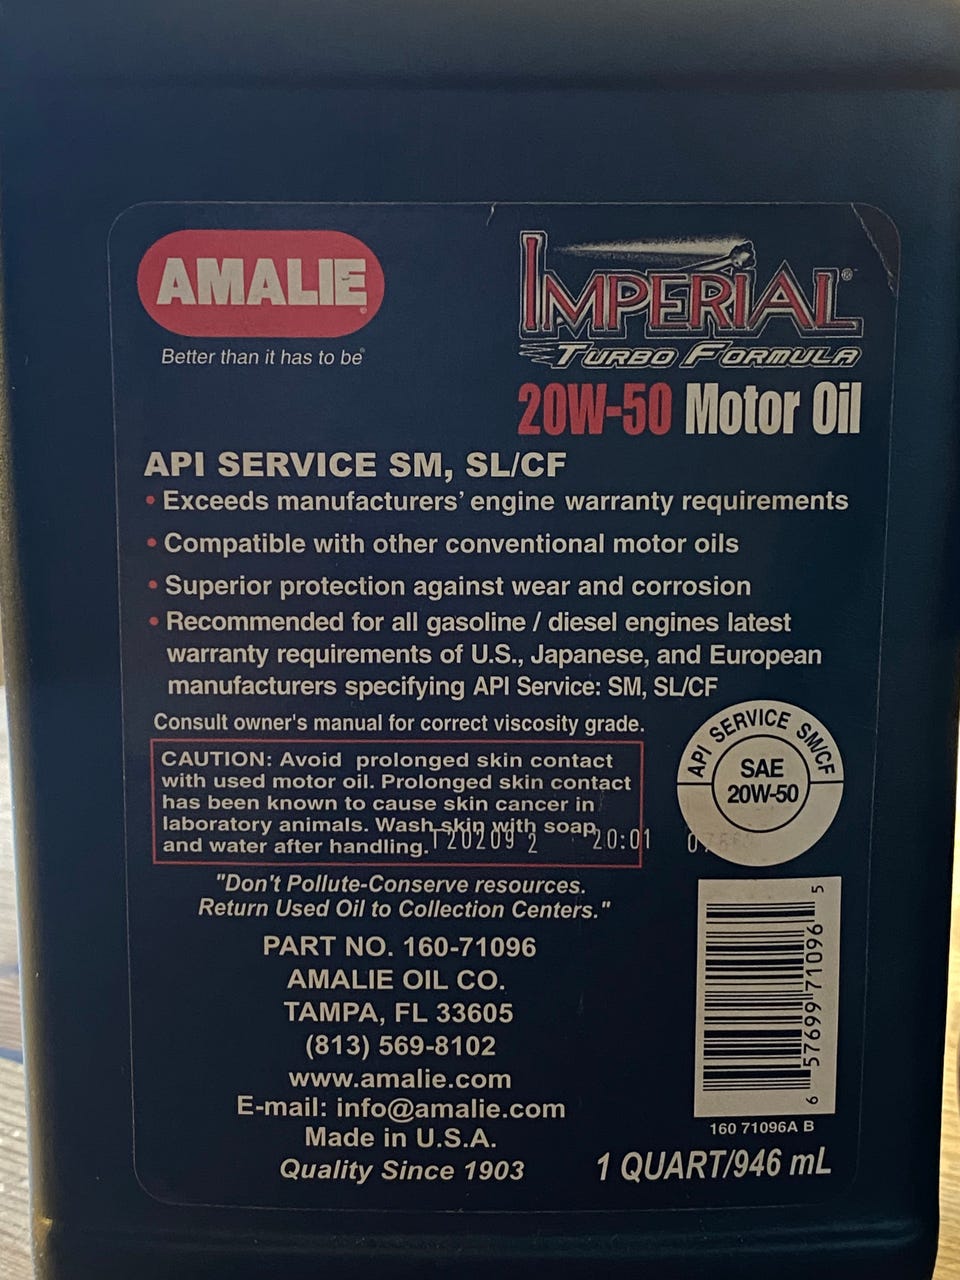 AMALIE®
Better than it has to be®
IMPERIAL®
TURBO FORMULA
20W-50 Motor Oil
API SERVICE SM, SL/CF
• Exceeds manufacturers' engine warranty requirements
• Compatible with other conventional motor oils
• Superior protection against wear and corrosion
• Recommended for all gasoline / diesel engines latest
warranty requirements of U.S., Japanese, and European
manufacturers specifying API Service: SM, SL/CF
Consult owner's manual for correct viscosity grade.
CAUTION: Avoid prolonged skin contact
with used motor oil. Prolonged skin contact
has been known to cause skin cancer in
laboratory animals. Wash skin with soap
and water after handling.
120209 2 20:01
API SERVICE SM/CF
SAE
20W-50
"Don't Pollute-Conserve resources.
Return Used Oil to Collection Centers."
PART NO. 160-71096
AMALIE OIL CO.
TAMPA, FL 33605
(813) 569-8102
www.amalie.com
E-mail: info@amalie.com
Made in U.S.A.
Quality Since 1903
6 57699 71096 5
160 71096A B
1 QUART/946 mL